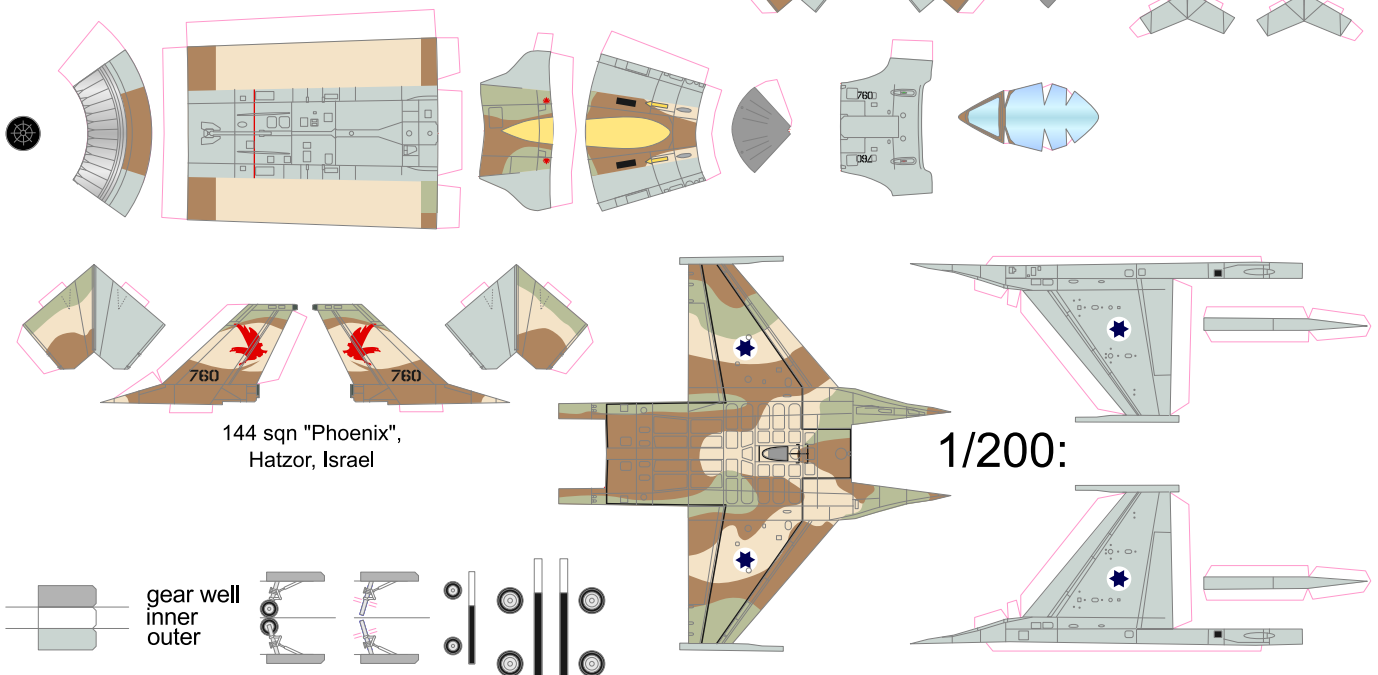 760
760
760
760
144 sqn "Phoenix",
Hatzor, Israel
1/200:
gear well
inner
outer